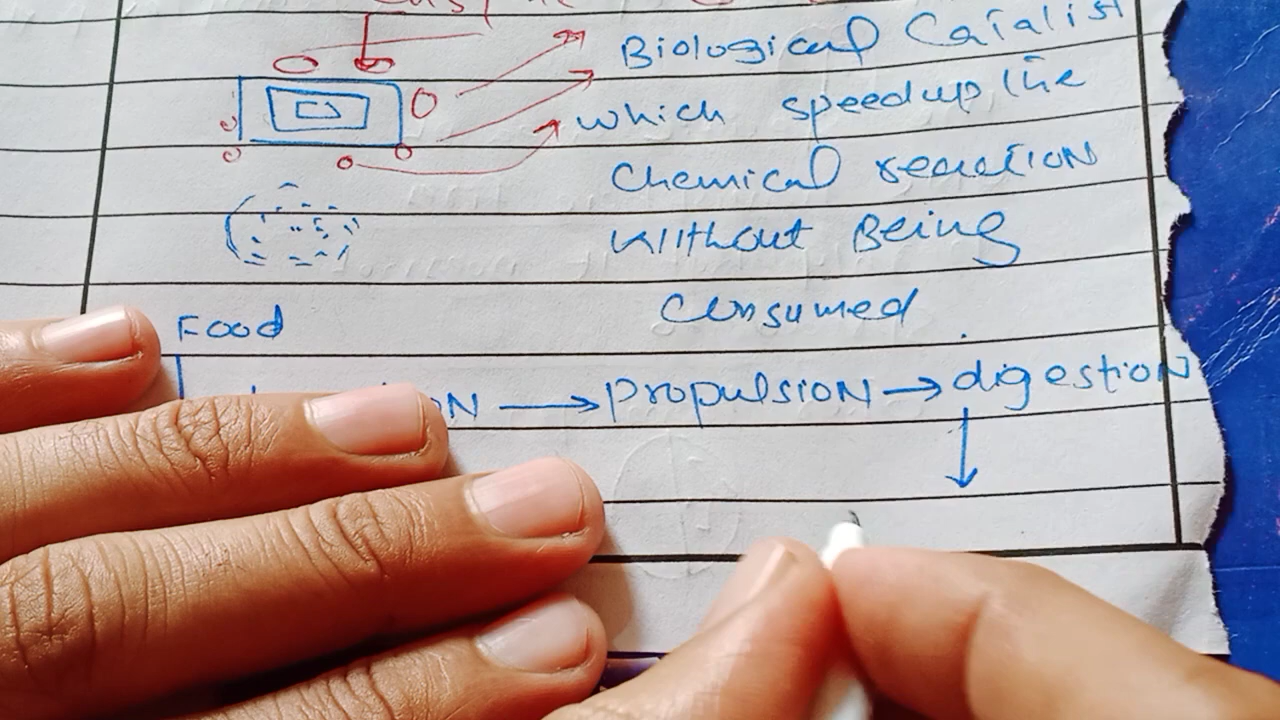 Biological Catalist
which speedup the
Chemical reaction
Without Being
Consumed
Food
ON → Propulsion → digestion